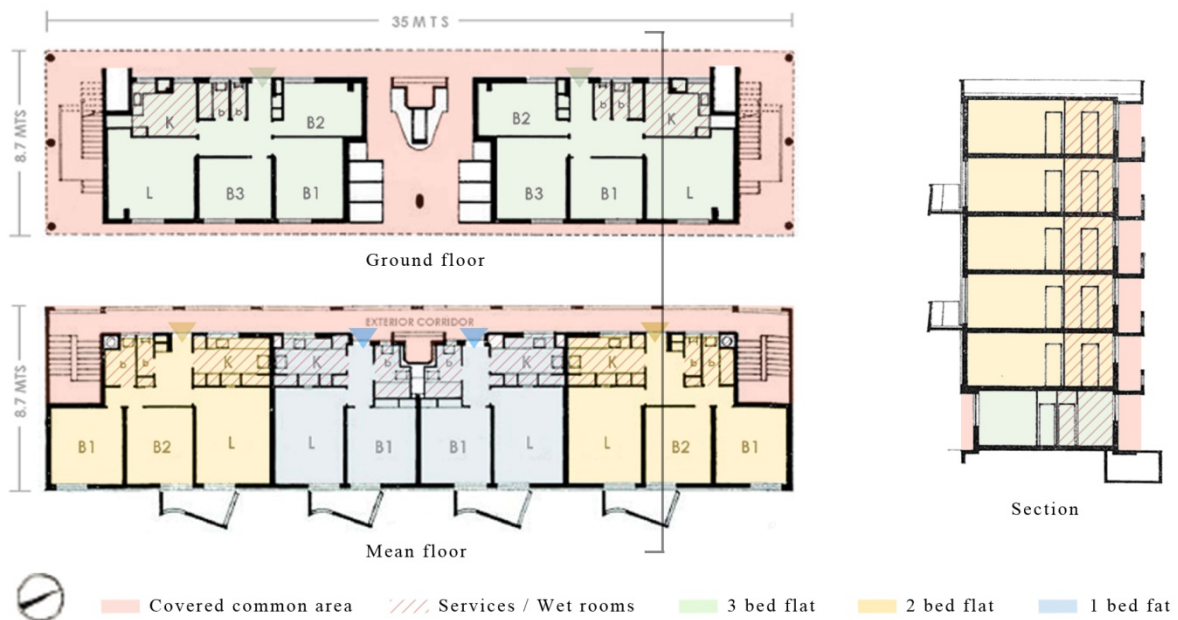 35 M T S
8.7 MTS
K
B2
L
B3
B1
B2
K
B3
B1
L
Ground floor
8.7 MTS
EXTERIOR CORRIDOR
K
K
K
K
B1
B2
L
L
B1
B1
L
L
B2
B1
Mean floor
Section
Covered common area
Services / Wet rooms
3 bed flat
2 bed flat
1 bed fat